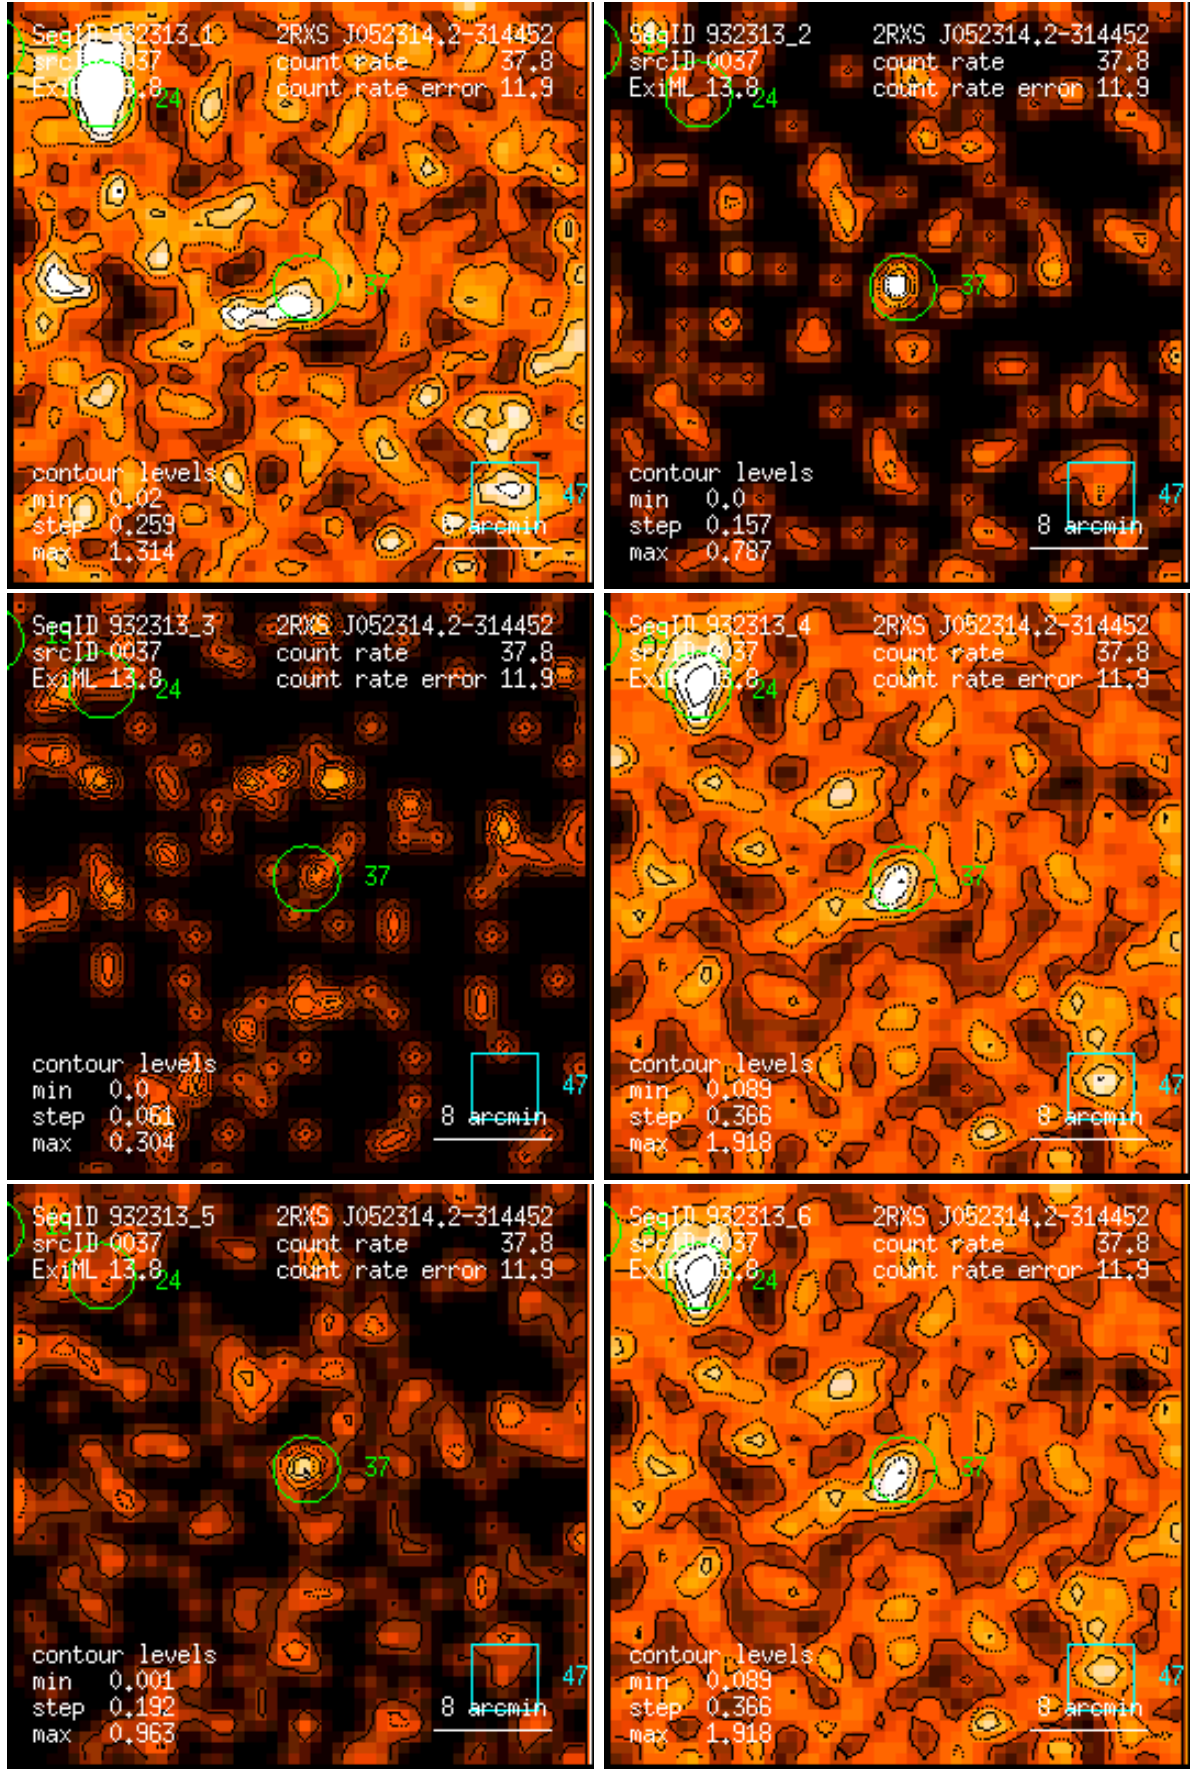 SeqID 932313_1 2RXS J052314.2-314452
srcID 0037 count rate 37.8
ExiML 13.8 count rate error 11.9
24
37
contour levels
min 0.02
47
step 0.259 8 arcmin
max 1.314
SeqID 932313_2 2RXS J052314.2-314452
srcID 0037 count rate 37.8
ExiML 13.8 count rate error 11.9
24
37
contour levels
min 0.0
47
step 0.157 8 arcmin
max 0.787
SeqID 932313_3 2RXS J052314.2-314452
srcID 0037 count rate 37.8
ExiML 13.8 count rate error 11.9
24
37
contour levels
min 0.0
47
step 0.061 8 arcmin
max 0.304
SeqID 932313_4 2RXS J052314.2-314452
srcID 0037 count rate 37.8
ExiML 13.8 count rate error 11.9
24
37
contour levels
min 0.089
47
step 0.366 8 arcmin
max 1.918
SeqID 932313_5 2RXS J052314.2-314452
srcID 0037 count rate 37.8
ExiML 13.8 count rate error 11.9
24
37
contour levels
min 0.001
47
step 0.192 8 arcmin
max 0.963
SeqID 932313_6 2RXS J052314.2-314452
srcID 0037 count rate 37.8
ExiML 13.8 count rate error 11.9
24
37
contour levels
min 0.089
47
step 0.366 8 arcmin
max 1.918